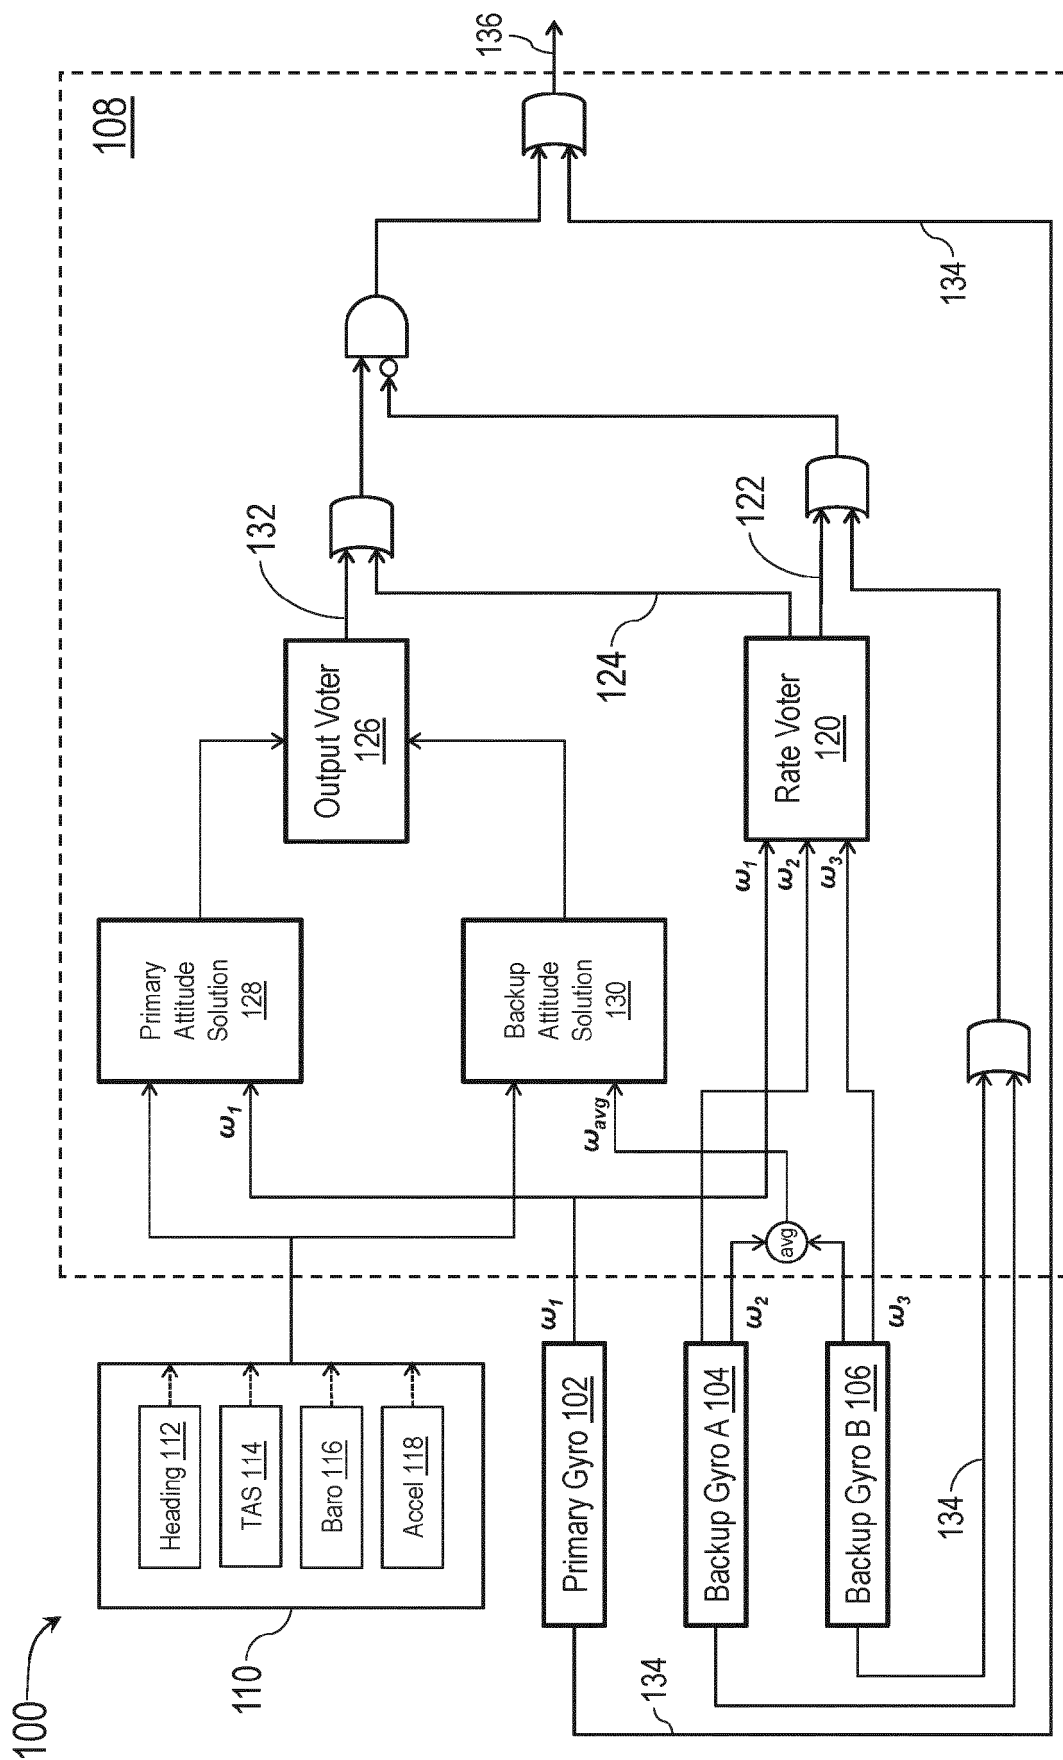 100
110
Heading 112
TAS 114
Baro 116
Accel 118
Primary Gyro 102
Backup Gyro A 104
Backup Gyro B 106
134
134
ω1
ω2
ω3
avg
108
ω1
ωavg
Primary
Attitude
Solution
128
Backup
Attitude
Solution
130
ω1
ω2
ω3
Output Voter
126
Rate Voter
120
132
124
122
134
136